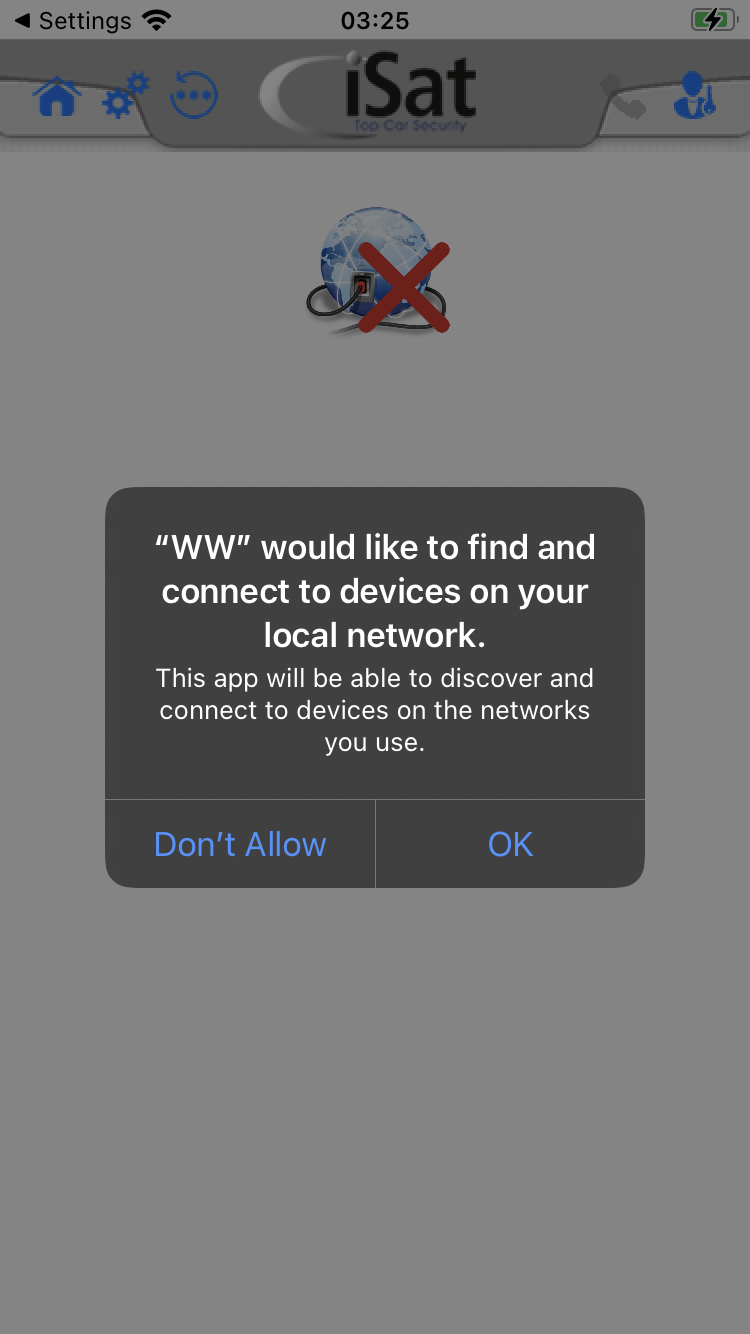 ◀ Settings 03:25
iSat
Top Car Security
“WW” would like to find and
connect to devices on your
local network.
This app will be able to discover and
connect to devices on the networks
you use.
Don’t Allow OK